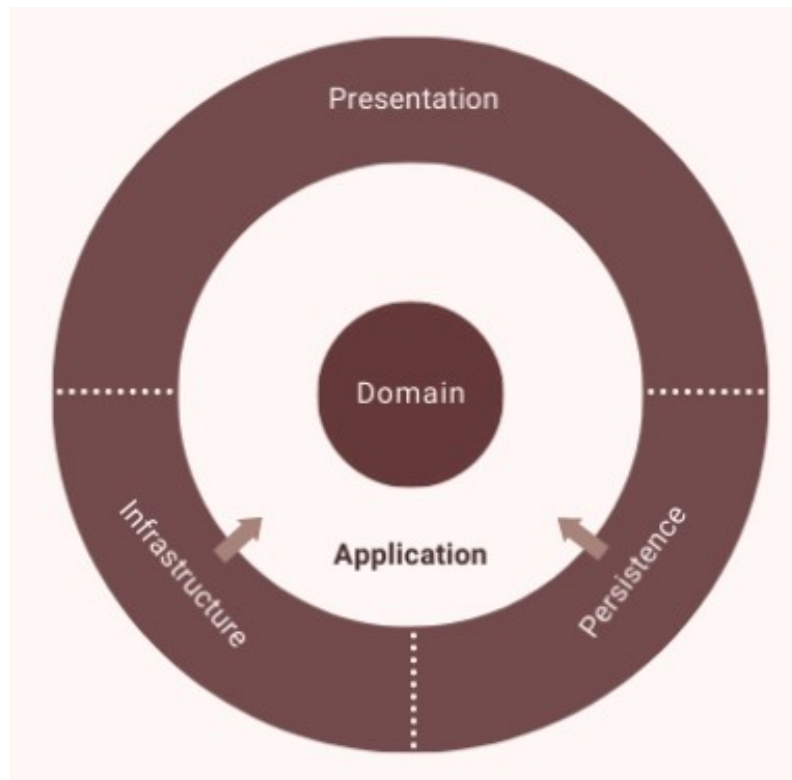 Presentation
Domain
Application
Infrastructure
Persistence